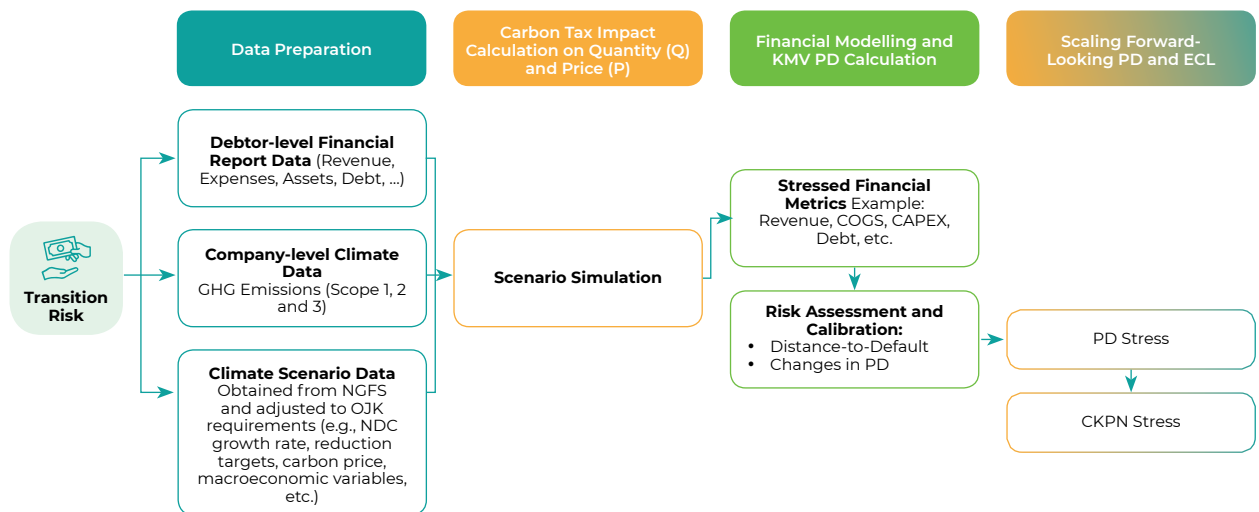 Data Preparation
Carbon Tax Impact
Calculation on Quantity (Q)
and Price (P)
Financial Modelling and
KMV PD Calculation
Scaling Forward-
Looking PD and ECL
Transition
Risk
Debtor-level Financial
Report Data (Revenue,
Expenses, Assets, Debt, ...)
Company-level Climate
Data
GHG Emissions (Scope 1, 2
and 3)
Climate Scenario Data
Obtained from NGFS
and adjusted to OJK
requirements (e.g., NDC
growth rate, reduction
targets, carbon price,
macroeconomic variables,
etc.)
Scenario Simulation
Stressed Financial
Metrics Example:
Revenue, COGS, CAPEX,
Debt, etc.
Risk Assessment and
Calibration:
• Distance-to-Default
• Changes in PD
PD Stress
CKPN Stress